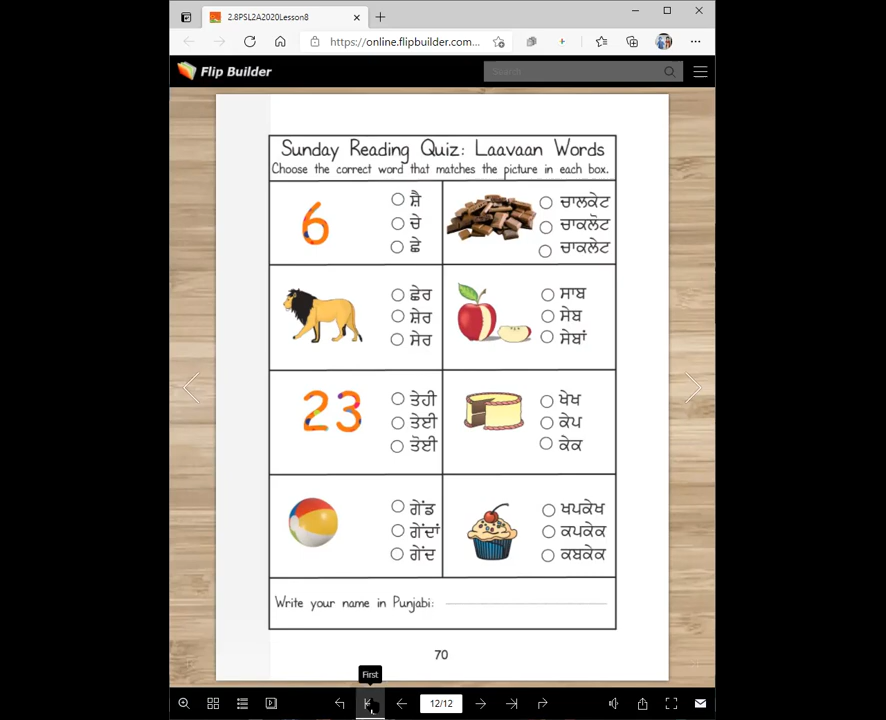 2.8PSL2A2020Lesson8
https://online.flipbuilder.com...
Flip Builder
Search
Sunday Reading Quiz: Laavaan Words
Choose the correct word that matches the picture in each box.
6
ਸ਼ੈ
ਚੇ
ਛੇ
ਚਾਲਕੇਟ
ਚਾਕਲੋਟ
ਚਾਕਲੇਟ
ਛੇਰ
ਸ਼ੇਰ
ਸੇਰ
ਸਾਬ
ਸੇਬ
ਸੇਬਾਂ
23
ਤੇਹੀ
ਤੇਈ
ਤੋਈ
ਖੇਖ
ਕੇਪ
ਕੇਕ
ਗੇਂਡ
ਗੇਂਦਾਂ
ਗੇਂਦ
ਖਪਕੇਖ
ਕਪਕੇਕ
ਕਬਕੇਕ
Write your name in Punjabi:
70
First
12/12